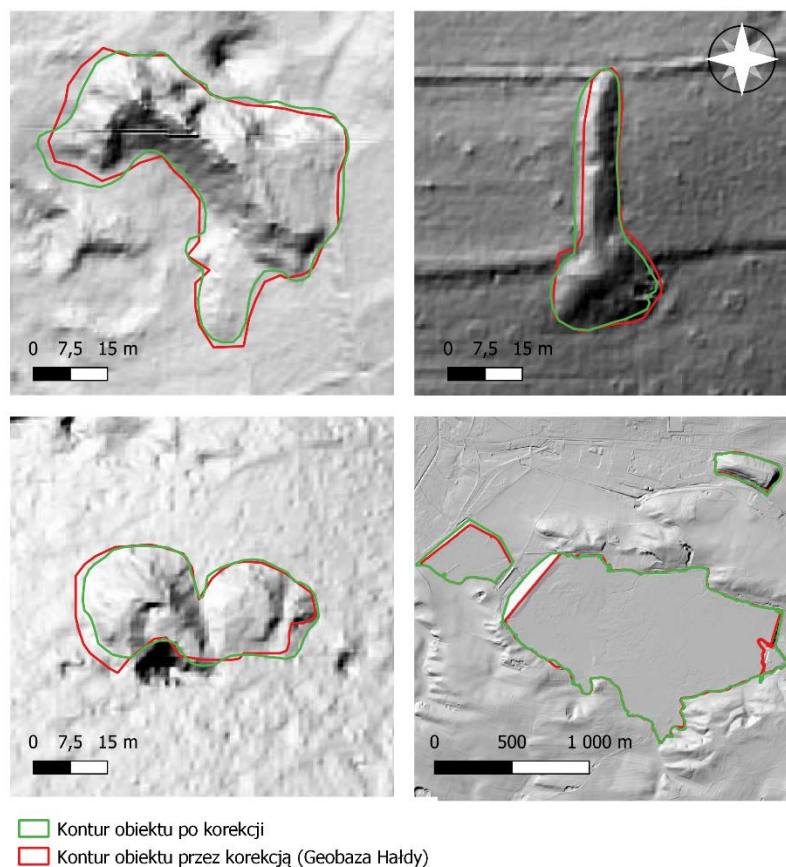 0 7,5 15 m
0 7,5 15 m
0 7,5 15 m
0 500 1 000 m
Kontur obiektu po korekcji
Kontur obiektu przez korekcją (Geobaza Hałdy)